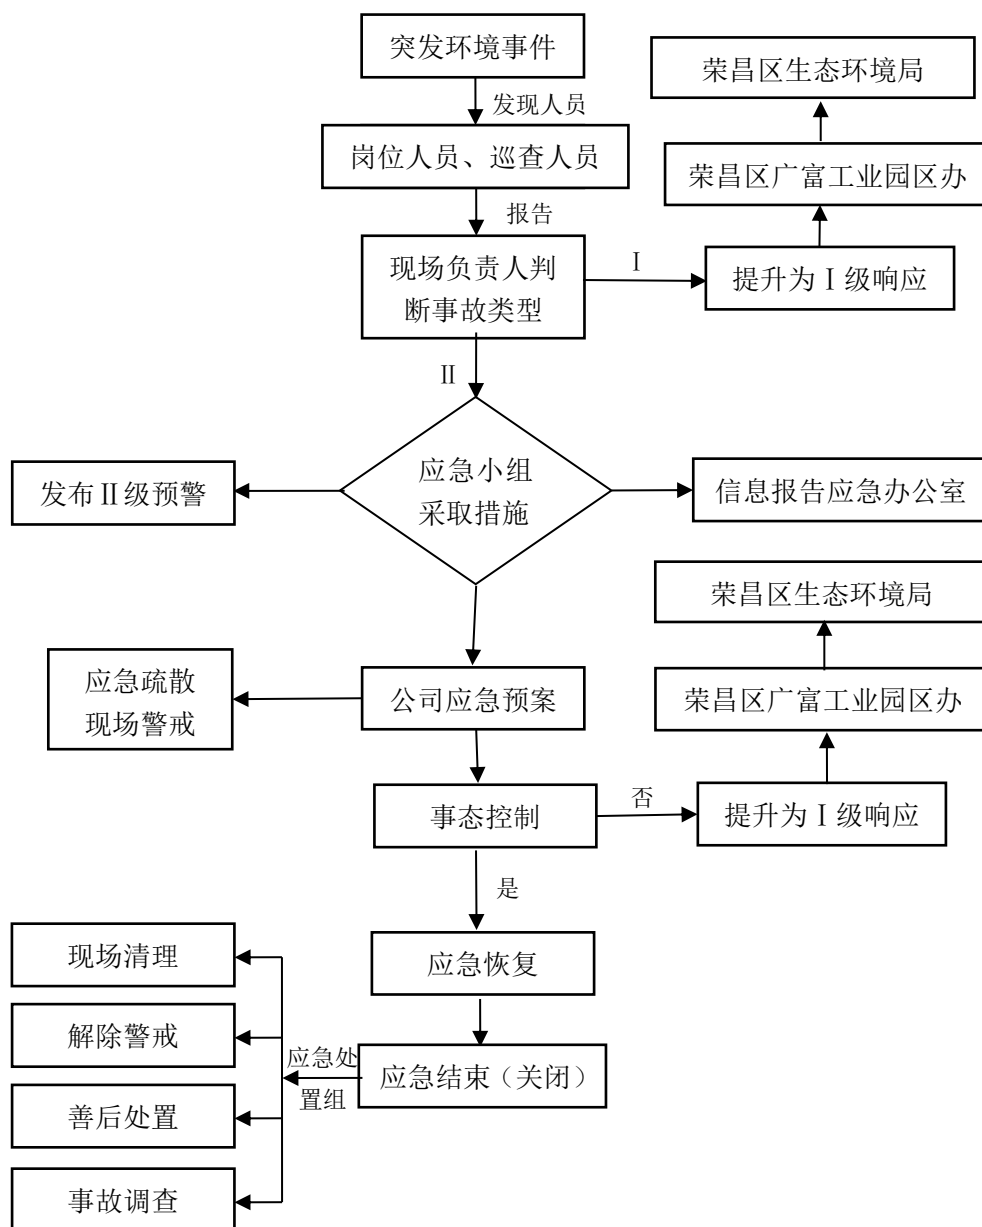 突发环境事件
荣昌区生态环境局
发现人员
岗位人员、巡查人员
荣昌区广富工业园区办
报告
现场负责人判
断事故类型
Ⅰ
提升为Ⅰ级响应
Ⅱ
应急小组
采取措施
发布Ⅱ级预警
信息报告应急办公室
荣昌区生态环境局
应急疏散
现场警戒
公司应急预案
荣昌区广富工业园区办
事态控制
否
提升为Ⅰ级响应
是
现场清理
应急恢复
解除警戒
应急处
置组
应急结束（关闭）
善后处置
事故调查